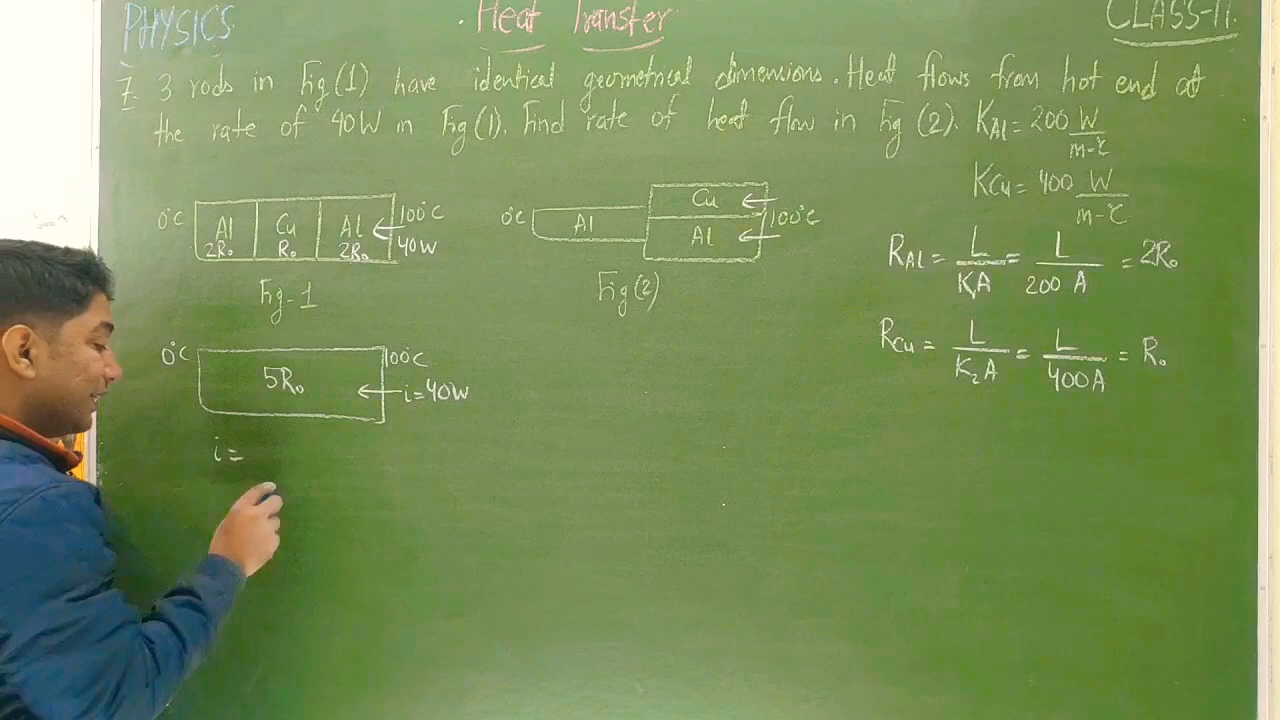 PHYSICS
Heat Transfer
CLASS-11.
7. 3 rods in Fig(1) have identical geometrical dimensions. Heat flows from hot end at
the rate of 40W in Fig(1). Find rate of heat flow in Fig (2). KAl = 200 W/m-°C
KCu = 400 W/m-°C
0°C Al Cu Al 100°C
2R₀ R₀ 2R₀ 40W
Fig-1
0°C Al Cu 100°C
Al
Fig(2)
RAl = L/K₁A = L/200 A = 2R₀
RCu = L/K₂A = L/400A = R₀
0°C 100°C
5R₀ i=40W
i=